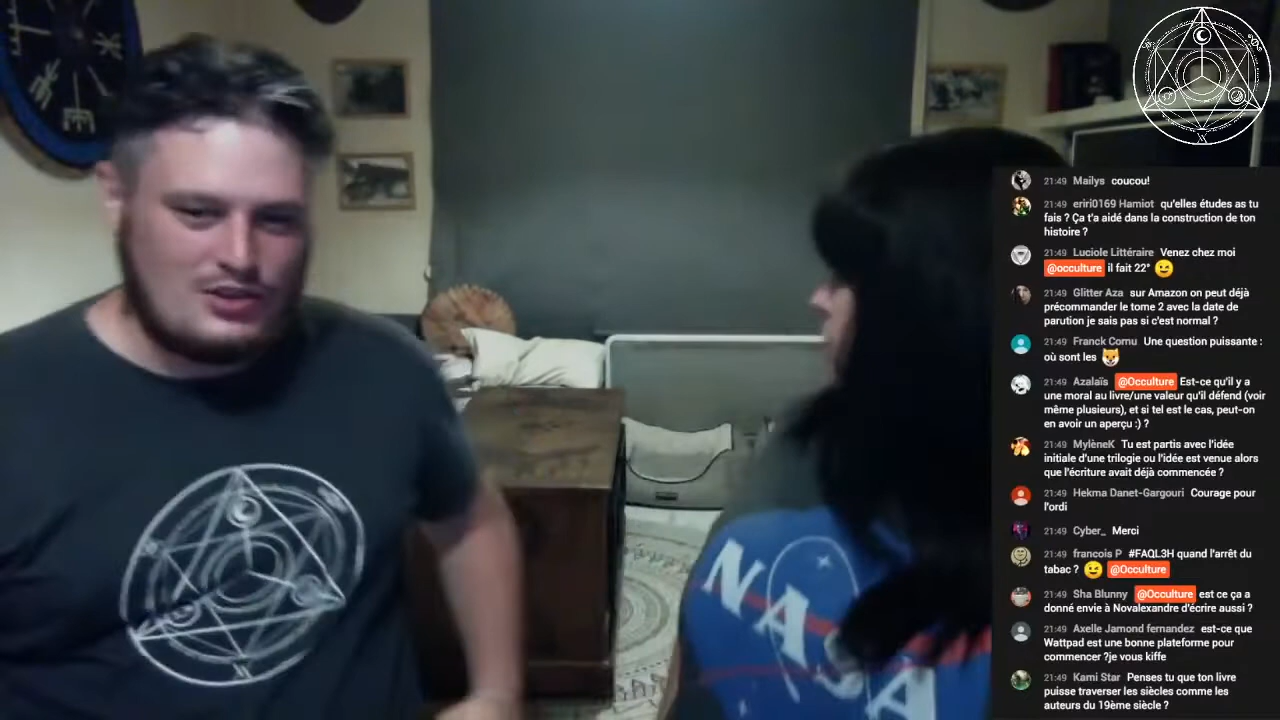 21:49 Mailys coucou!
21:49 eriri0169 Hamiot qu'elles études as tu
fais ? Ça t'a aidé dans la construction de ton
histoire ?
21:49 Luciole Littéraire Venez chez moi
@occulture il fait 22°
21:49 Glitter Aza sur Amazon on peut déjà
précommander le tome 2 avec la date de
parution je sais pas si c'est normal ?
21:49 Franck Cornu Une question puissante :
où sont les
21:49 Azalaïs @Occulture Est-ce qu'il y a
une moral au livre/une valeur qu'il défend (voir
même plusieurs), et si tel est le cas, peut-on
en avoir un aperçu :) ?
21:49 MylèneK Tu est partis avec l'idée
initiale d'une trilogie ou l'idée est venue alors
que l'écriture avait déjà commencée ?
21:49 Hekma Danet-Gargouri Courage pour
l'ordi
21:49 Cyber_ Merci
21:49 francois P #FAQL3H quand l'arrêt du
tabac ? @Occulture
21:49 Sha Blunny @Occulture est ce ça a
donné envie à Novalexandre d'écrire aussi ?
21:49 Axelle Jamond fernandez est-ce que
Wattpad est une bonne plateforme pour
commencer ?je vous kiffe
21:49 Kami Star Penses tu que ton livre
puisse traverser les siècles comme les
auteurs du 19ème siècle ?
NASA